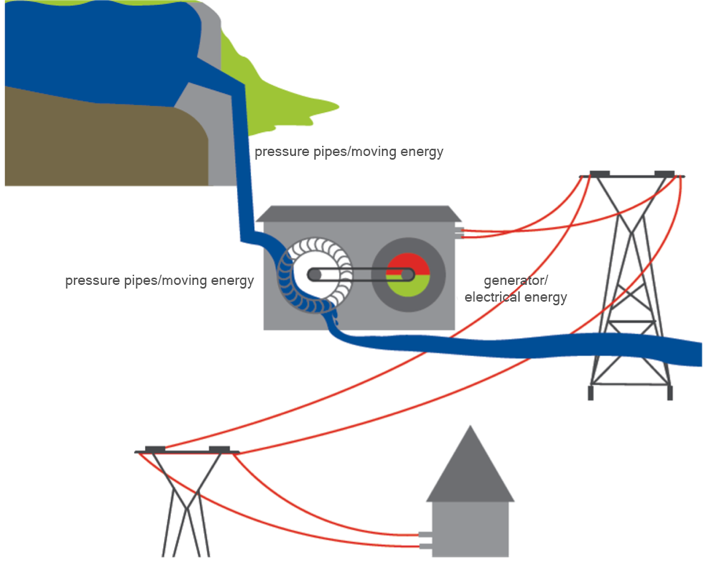 pressure pipes/moving energy
pressure pipes/moving energy
generator/
electrical energy